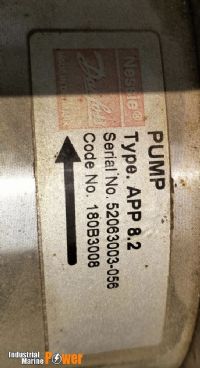 Nessie®
Danfoss
PUMP
Type. APP 8.2
Serial No. 52063003-056
Code No. 180B3008
Industrial
Marine Power